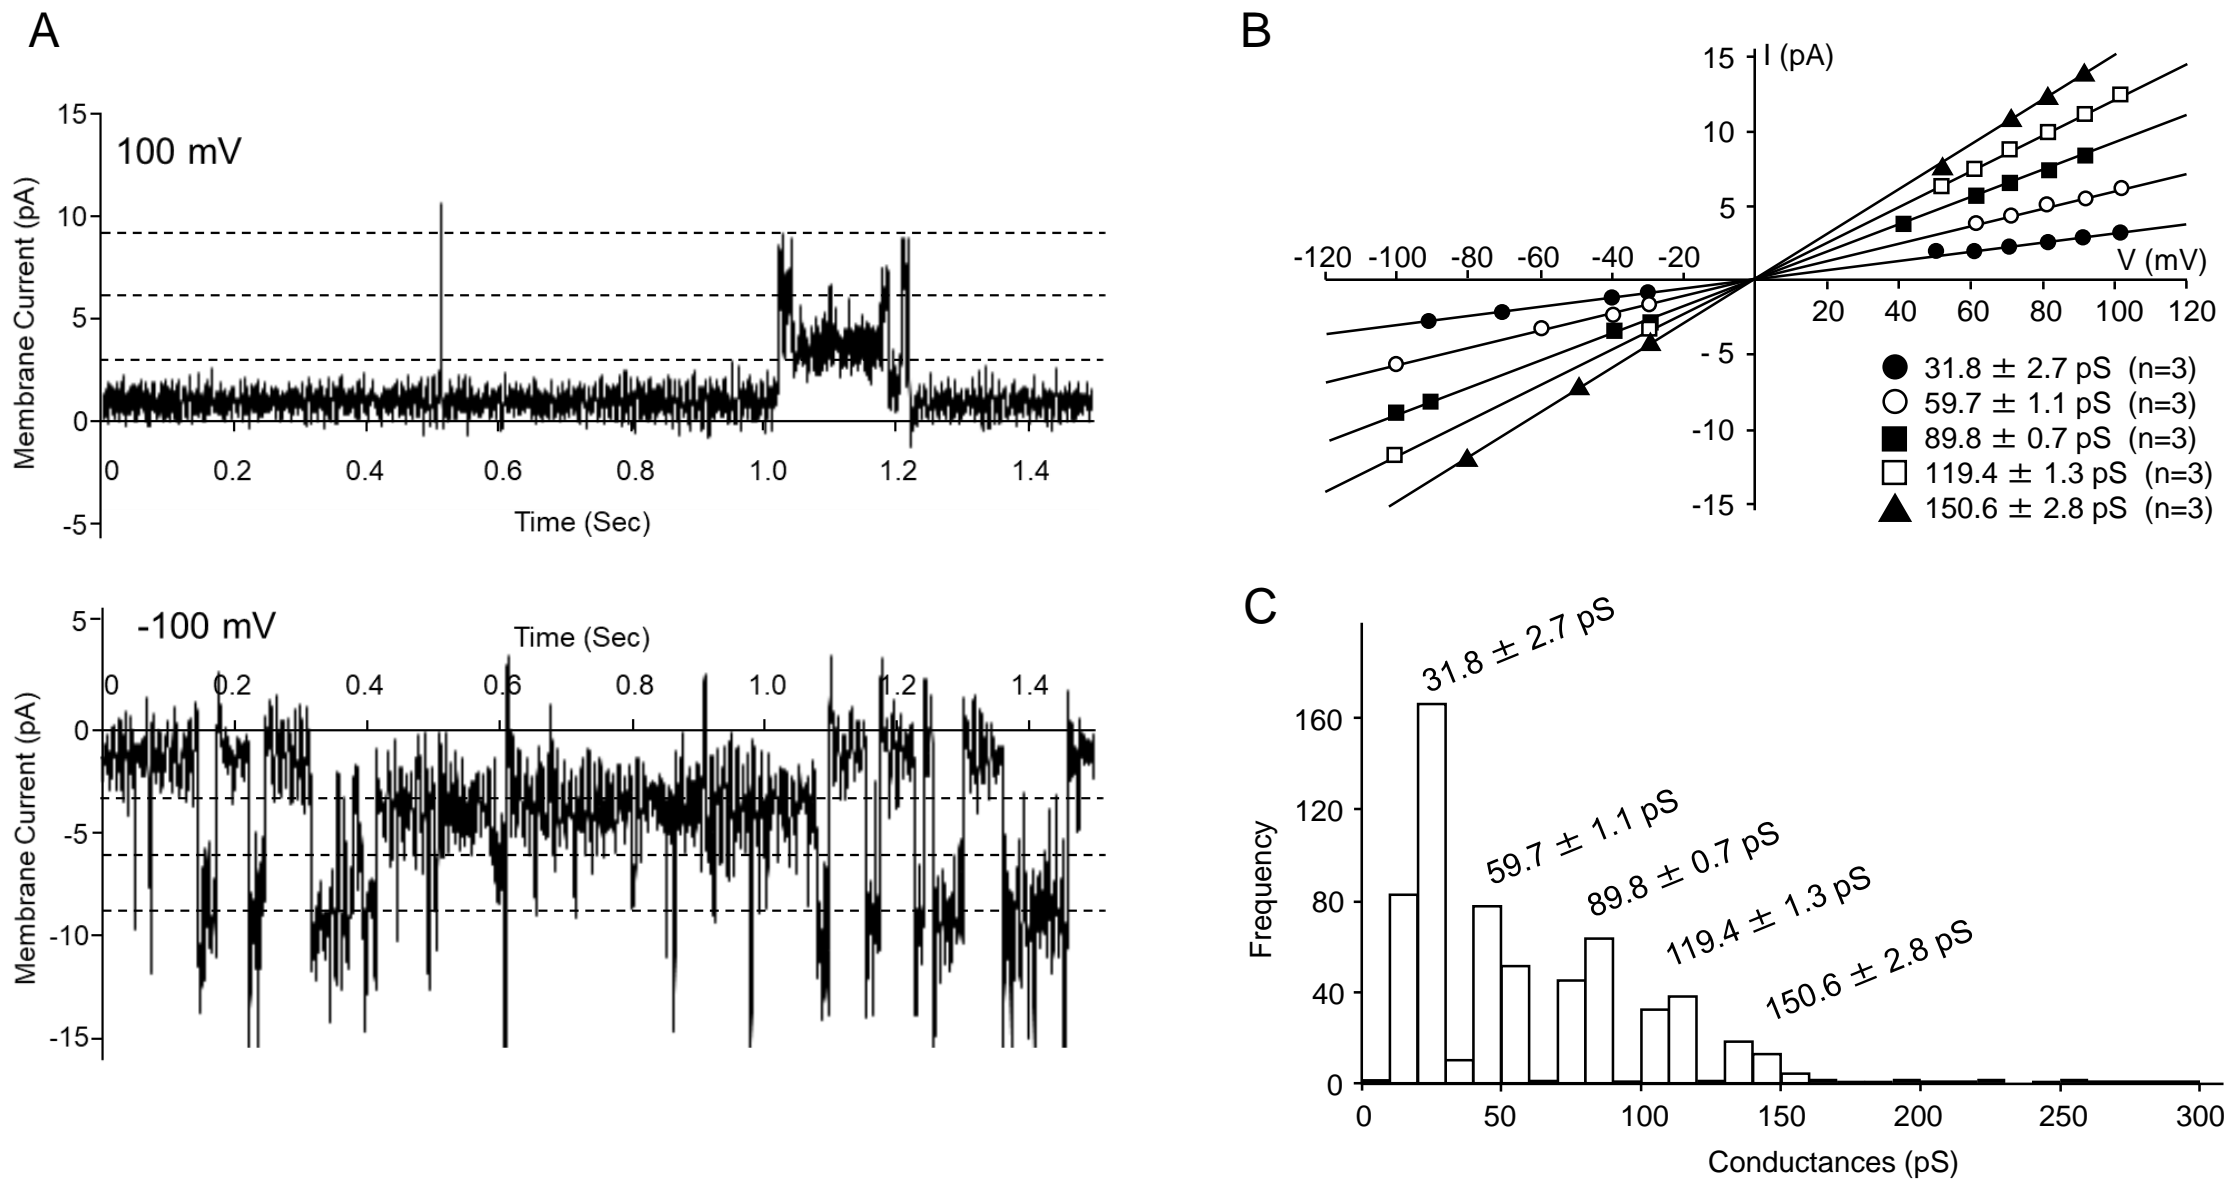 A
100 mV
Membrane Current (pA)
15
10
5
0
-5
0 0.2 0.4 0.6 0.8 1.0 1.2 1.4
Time (Sec)
-100 mV
Time (Sec)
Membrane Current (pA)
5
0
-5
-10
-15
0 0.2 0.4 0.6 0.8 1.0 1.2 1.4
B
I (pA)
15
10
5
-120 -100 -80 -60 -40 -20
V (mV)
20 40 60 80 100 120
-5
-10
-15
31.8 ± 2.7 pS (n=3)
59.7 ± 1.1 pS (n=3)
89.8 ± 0.7 pS (n=3)
119.4 ± 1.3 pS (n=3)
150.6 ± 2.8 pS (n=3)
C
31.8 ± 2.7 pS
59.7 ± 1.1 pS
89.8 ± 0.7 pS
119.4 ± 1.3 pS
150.6 ± 2.8 pS
Frequency
160
120
80
40
0
0 50 100 150 200 250 300
Conductances (pS)